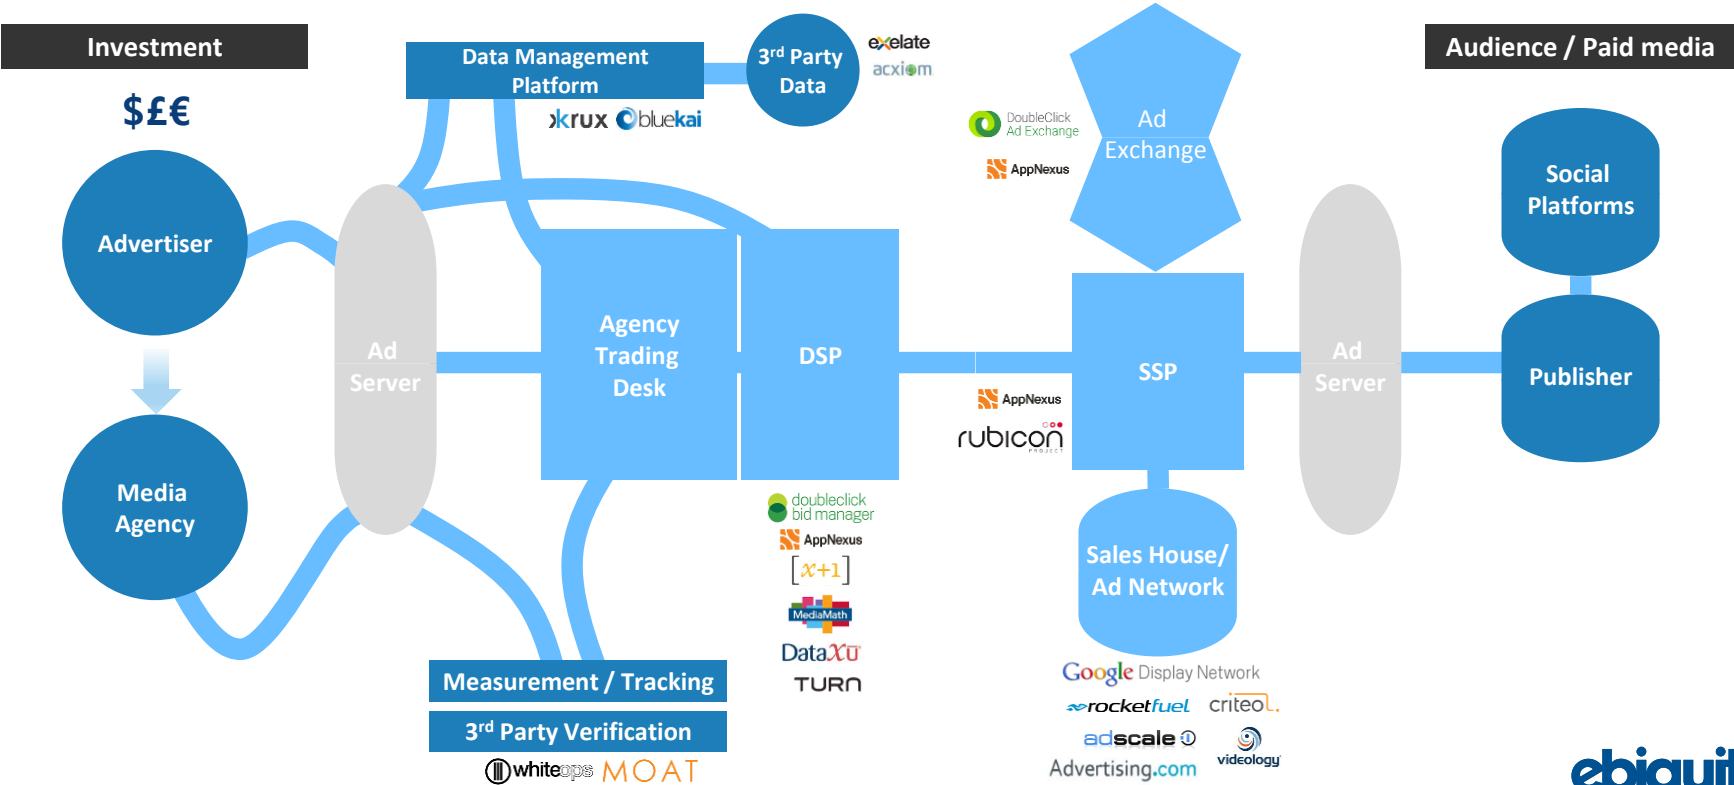 Investment
$£€
Advertiser
Media
Agency
Ad
Server
Data Management
Platform
krux bluekai
3rd Party
Data
exelate
acxiom
Agency
Trading
Desk
DSP
doubleclick
bid manager
AppNexus
[x+1]
MediaMath
DataXu
TURN
Measurement / Tracking
3rd Party Verification
whiteops MOAT
DoubleClick
Ad Exchange
AppNexus
Ad
Exchange
AppNexus
rubicon
PROJECT
SSP
Sales House/
Ad Network
Google Display Network
rocketfuel criteo
adscale
videology
Advertising.com
Ad
Server
Audience / Paid media
Social
Platforms
Publisher
ebiquit